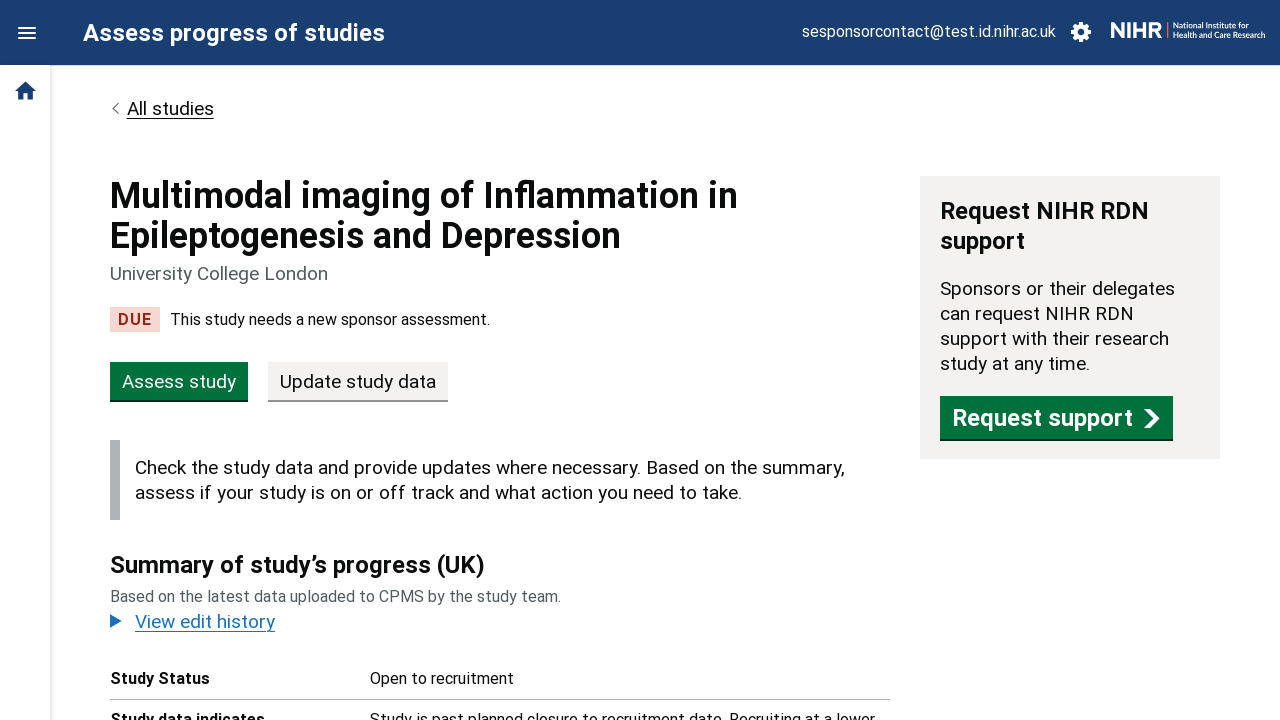 Assess progress of studies
sesponsorcontact@test.id.nihr.ac.uk
NIHR
National Institute for
Health and Care Research
All studies
Multimodal imaging of Inflammation in
Epileptogenesis and Depression
University College London
DUE
This study needs a new sponsor assessment.
Assess study
Update study data
Check the study data and provide updates where necessary. Based on the summary,
assess if your study is on or off track and what action you need to take.
Summary of study’s progress (UK)
Based on the latest data uploaded to CPMS by the study team.
View edit history
Study Status
Open to recruitment
Study data indicates
Study is past planned closure to recruitment date, Recruiting at a lower
Request NIHR RDN
support
Sponsors or their delegates
can request NIHR RDN
support with their research
study at any time.
Request support